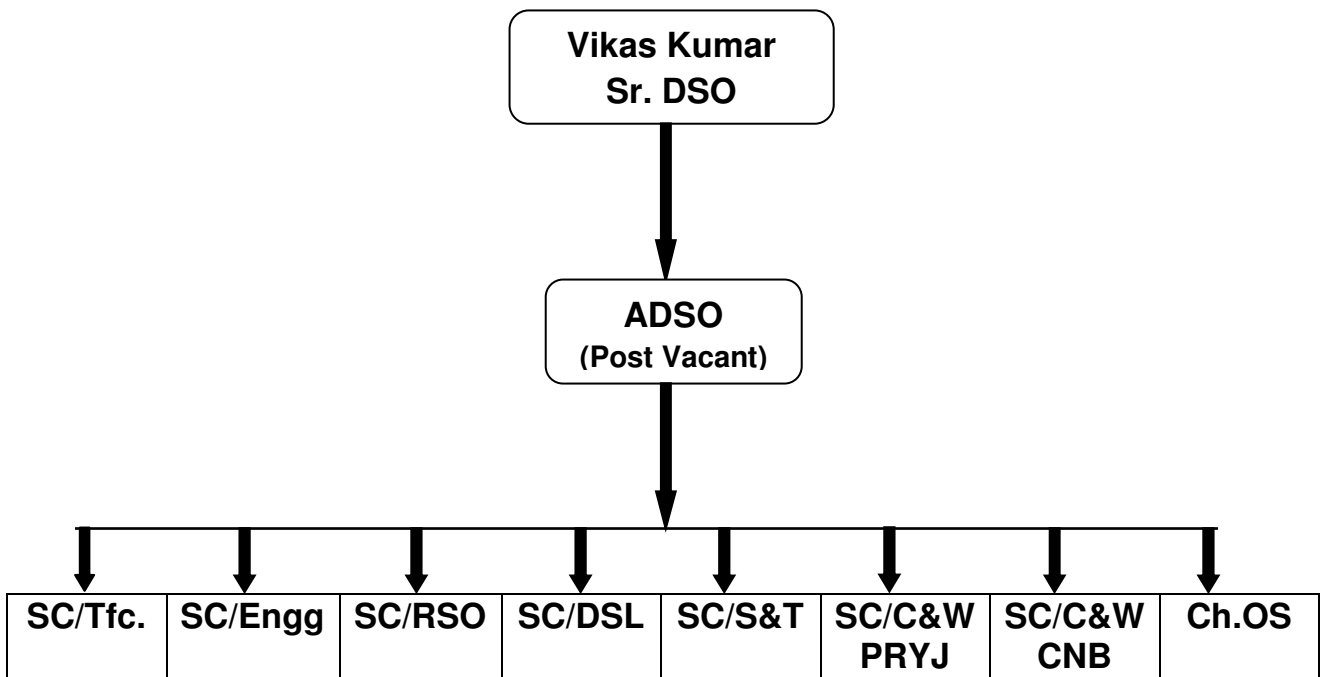 Vikas Kumar
Sr. DSO
ADSO
(Post Vacant)
SC/Tfc.
SC/Engg
SC/RSO
SC/DSL
SC/S&T
SC/C&W
PRYJ
SC/C&W
CNB
Ch.OS